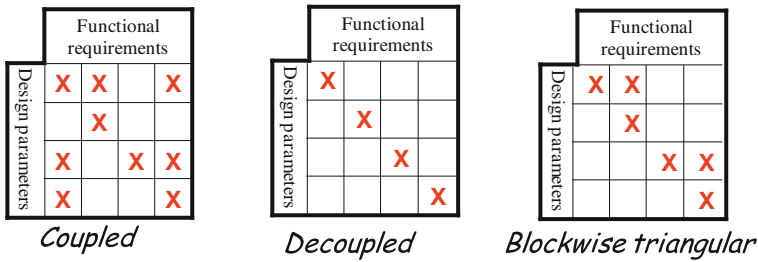 Functional
requirements
Design parameters
X X X
X
X X X
X X
Coupled
Functional
requirements
Design parameters
X
X
X
X
Decoupled
Functional
requirements
Design parameters
X X
X
X X
X
Blockwise triangular